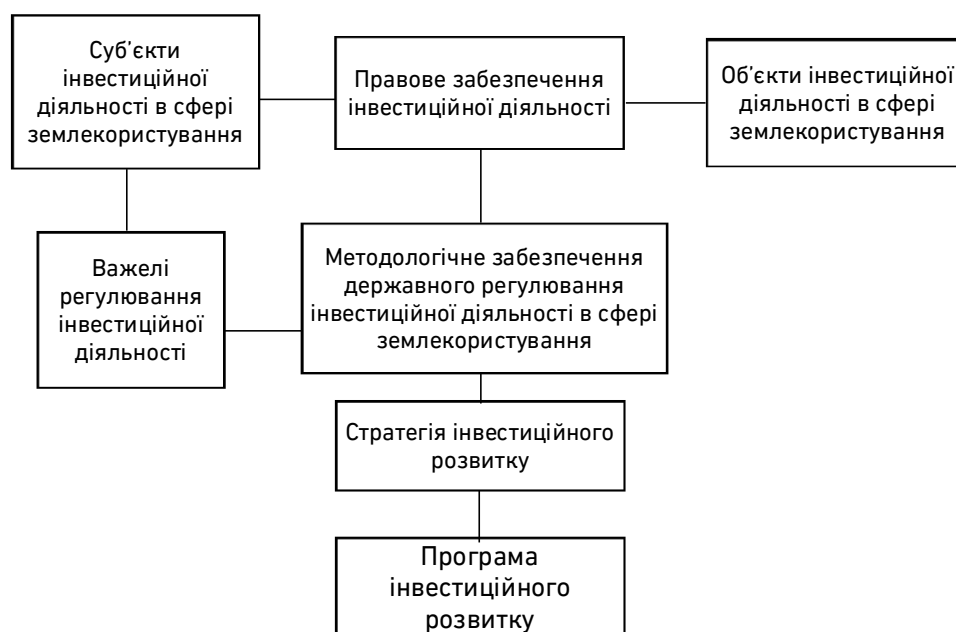 Суб’єкти
інвестиційної
діяльності в сфері
землекористування
Правове забезпечення
інвестиційної діяльності
Об’єкти інвестиційної
діяльності в сфері
землекористування
Важелі
регулювання
інвестиційної
діяльності
Методологічне забезпечення
державного регулювання
інвестиційної діяльності в сфері
землекористування
Стратегія інвестиційного
розвитку
Програма
інвестиційного
розвитку